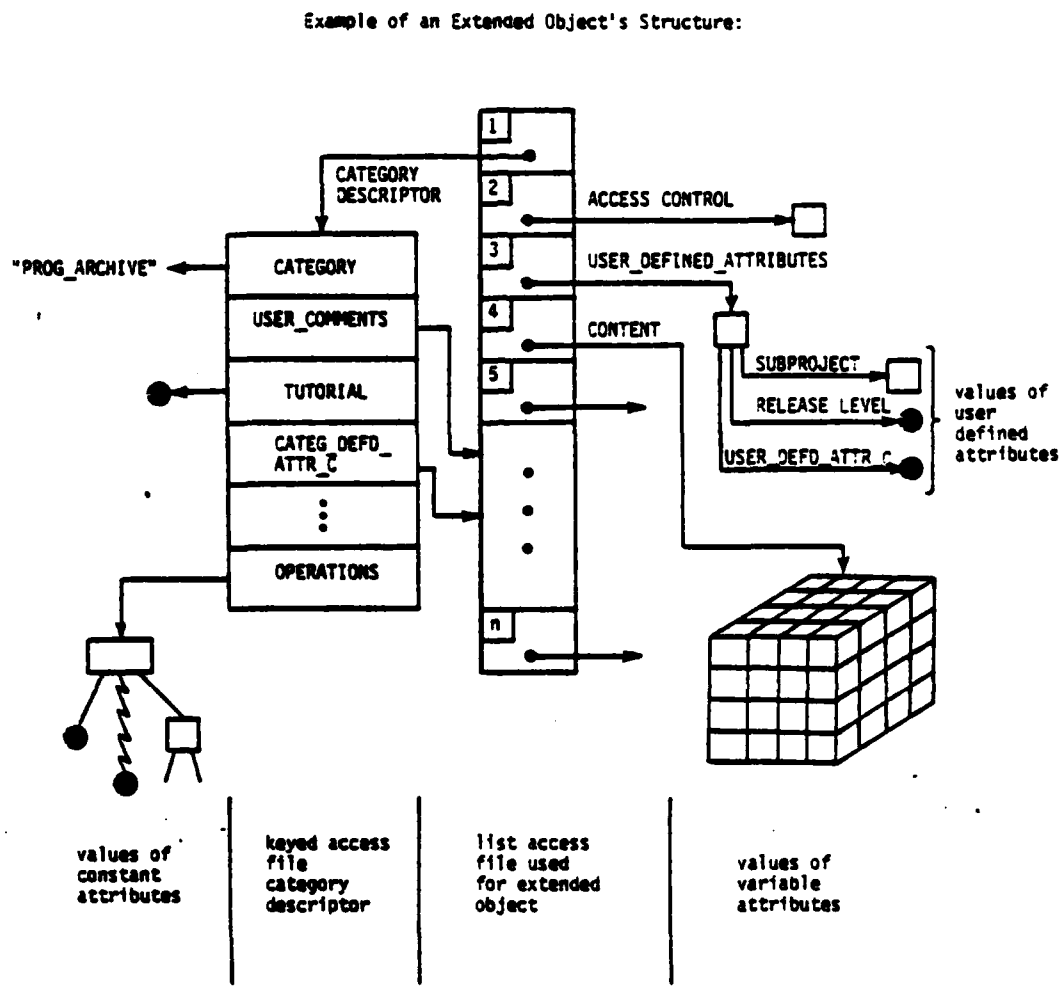 Example of an Extended Object's Structure:
1
CATEGORY
DESCRIPTOR
2
ACCESS CONTROL
3
"PROG_ARCHIVE"
CATEGORY
USER_DEFINED_ATTRIBUTES
USER_COMMENTS
4
CONTENT
TUTORIAL
5
SUBPROJECT
RELEASE LEVEL
USER_DEFD_ATTR_C
values of
user
defined
attributes
CATEG_DEFD_
ATTR_C
OPERATIONS
n
values of
constant
attributes
keyed access
file
category
descriptor
list access
file used
for extended
object
values of
variable
attributes